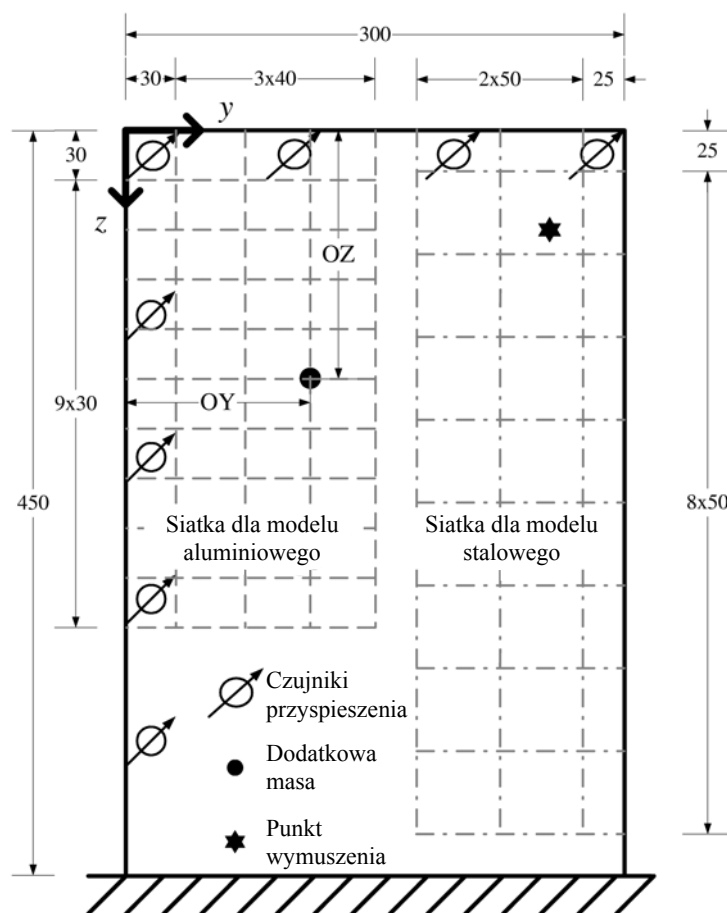 300
30
3x40
2x50
25
y
30
25
z
OZ
9x30
OY
450
8x50
Siatka dla modelu
aluminiowego
Siatka dla modelu
stalowego
Czujniki
przyspieszenia
Dodatkowa
masa
Punkt
wymuszenia